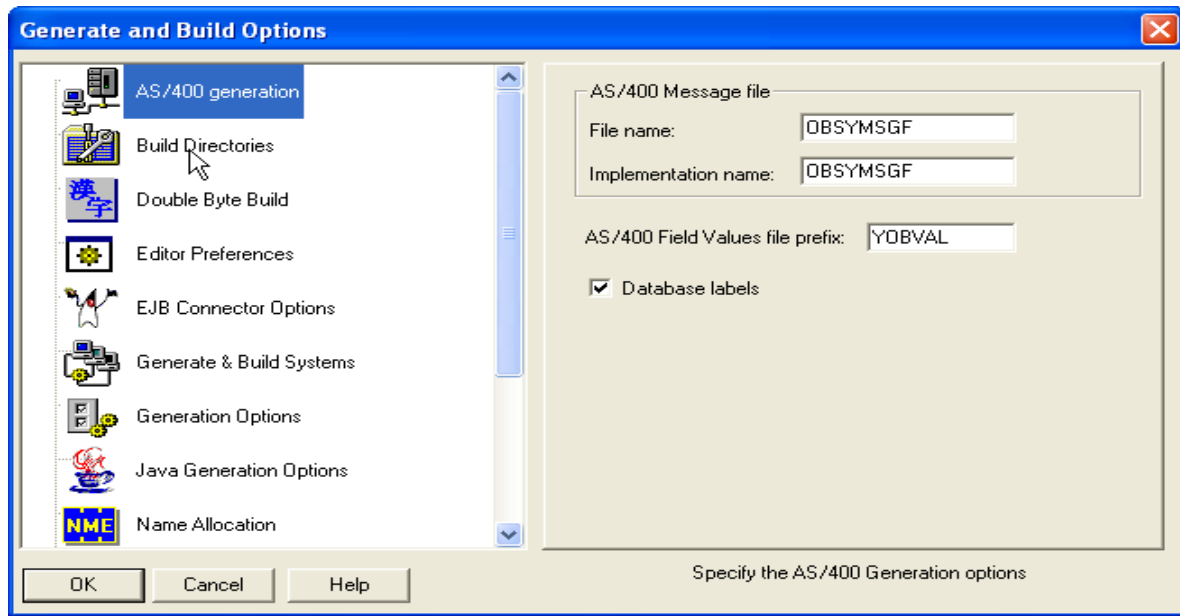 Generate and Build Options
AS/400 generation
Build Directories
漢字
Double Byte Build
Editor Preferences
EJB Connector Options
Generate & Build Systems
Generation Options
Java Generation Options
NME
Name Allocation
AS/400 Message file
File name: OBSYMSGF
Implementation name: OBSYMSGF
AS/400 Field Values file prefix: YOBVAL
Database labels
OK Cancel Help
Specify the AS/400 Generation options